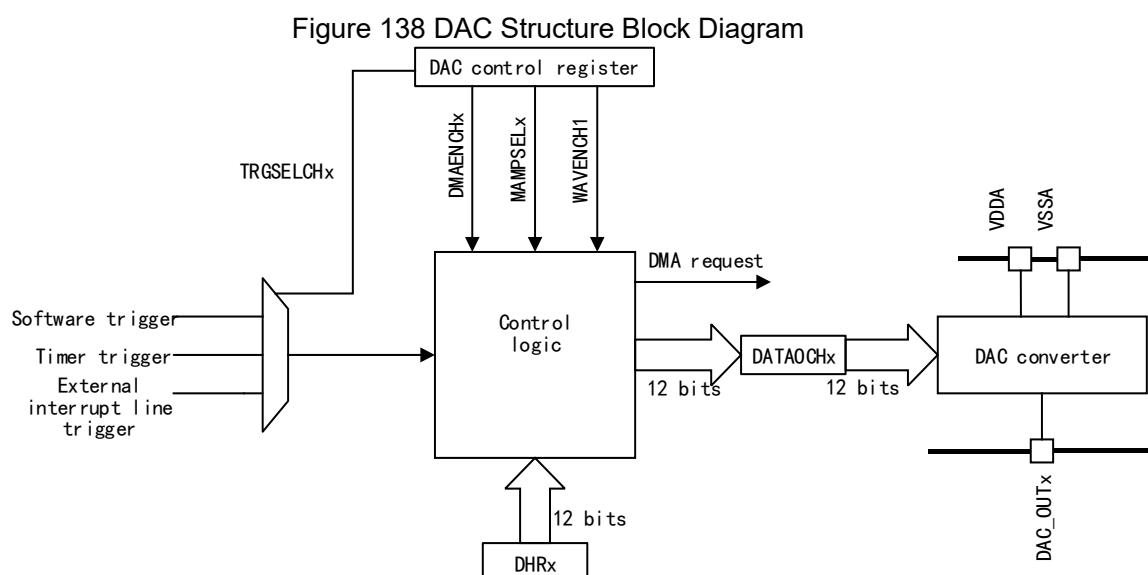 Figure 138 DAC Structure Block Diagram
DAC control register
TRGSELCHx
DMAENCHx
MAMPSELx
WAVENCH1
VDDA
VSSA
DMA request
Software trigger
Timer trigger
External
interrupt line
trigger
Control
logic
DATAOCHx
DAC converter
12 bits
12 bits
12 bits
DHRx
DAC_OUTx